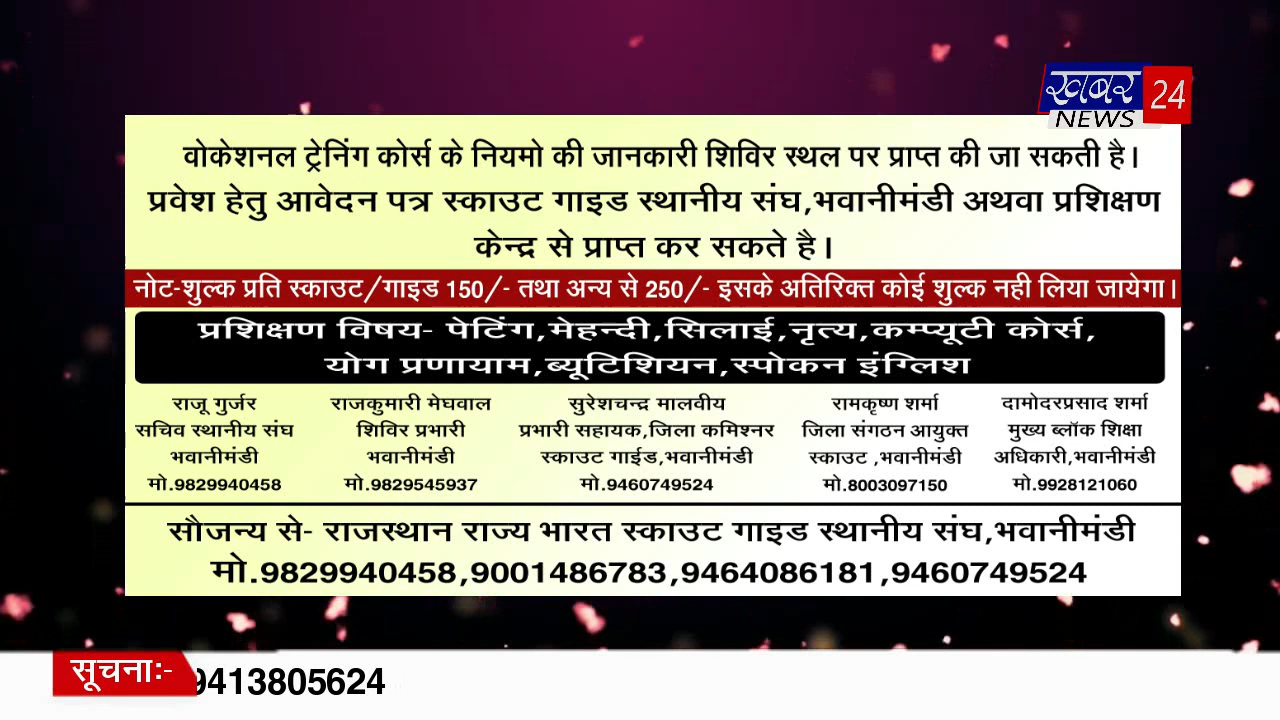 खबर 24
NEWS
वोकेशनल ट्रेनिंग कोर्स के नियमो की जानकारी शिविर स्थल पर प्राप्त की जा सकती है।
प्रवेश हेतु आवेदन पत्र स्काउट गाइड स्थानीय संघ,भवानीमंडी अथवा प्रशिक्षण
केन्द्र से प्राप्त कर सकते है।
नोट-शुल्क प्रति स्काउट/गाइड 150/- तथा अन्य से 250/- इसके अतिरिक्त कोई शुल्क नही लिया जायेगा।
प्रशिक्षण विषय- पेटिंग,मेहन्दी,सिलाई,नृत्य,कम्प्यूटी कोर्स,
योग प्रणायाम,ब्यूटिशियन,स्पोकन इंग्लिश
राजू गुर्जर
सचिव स्थानीय संघ
भवानीमंडी
मो.9829940458
राजकुमारी मेघवाल
शिविर प्रभारी
भवानीमंडी
मो.9829545937
सुरेशचन्द्र मालवीय
प्रभारी सहायक,जिला कमिश्नर
स्काउट गाईड,भवानीमंडी
मो.9460749524
रामकृष्ण शर्मा
जिला संगठन आयुक्त
स्काउट ,भवानीमंडी
मो.8003097150
दामोदरप्रसाद शर्मा
मुख्य ब्लॉक शिक्षा
अधिकारी,भवानीमंडी
मो.9928121060
सौजन्य से- राजस्थान राज्य भारत स्काउट गाइड स्थानीय संघ,भवानीमंडी
मो.9829940458,9001486783,9464086181,9460749524
सूचना:- 9413805624